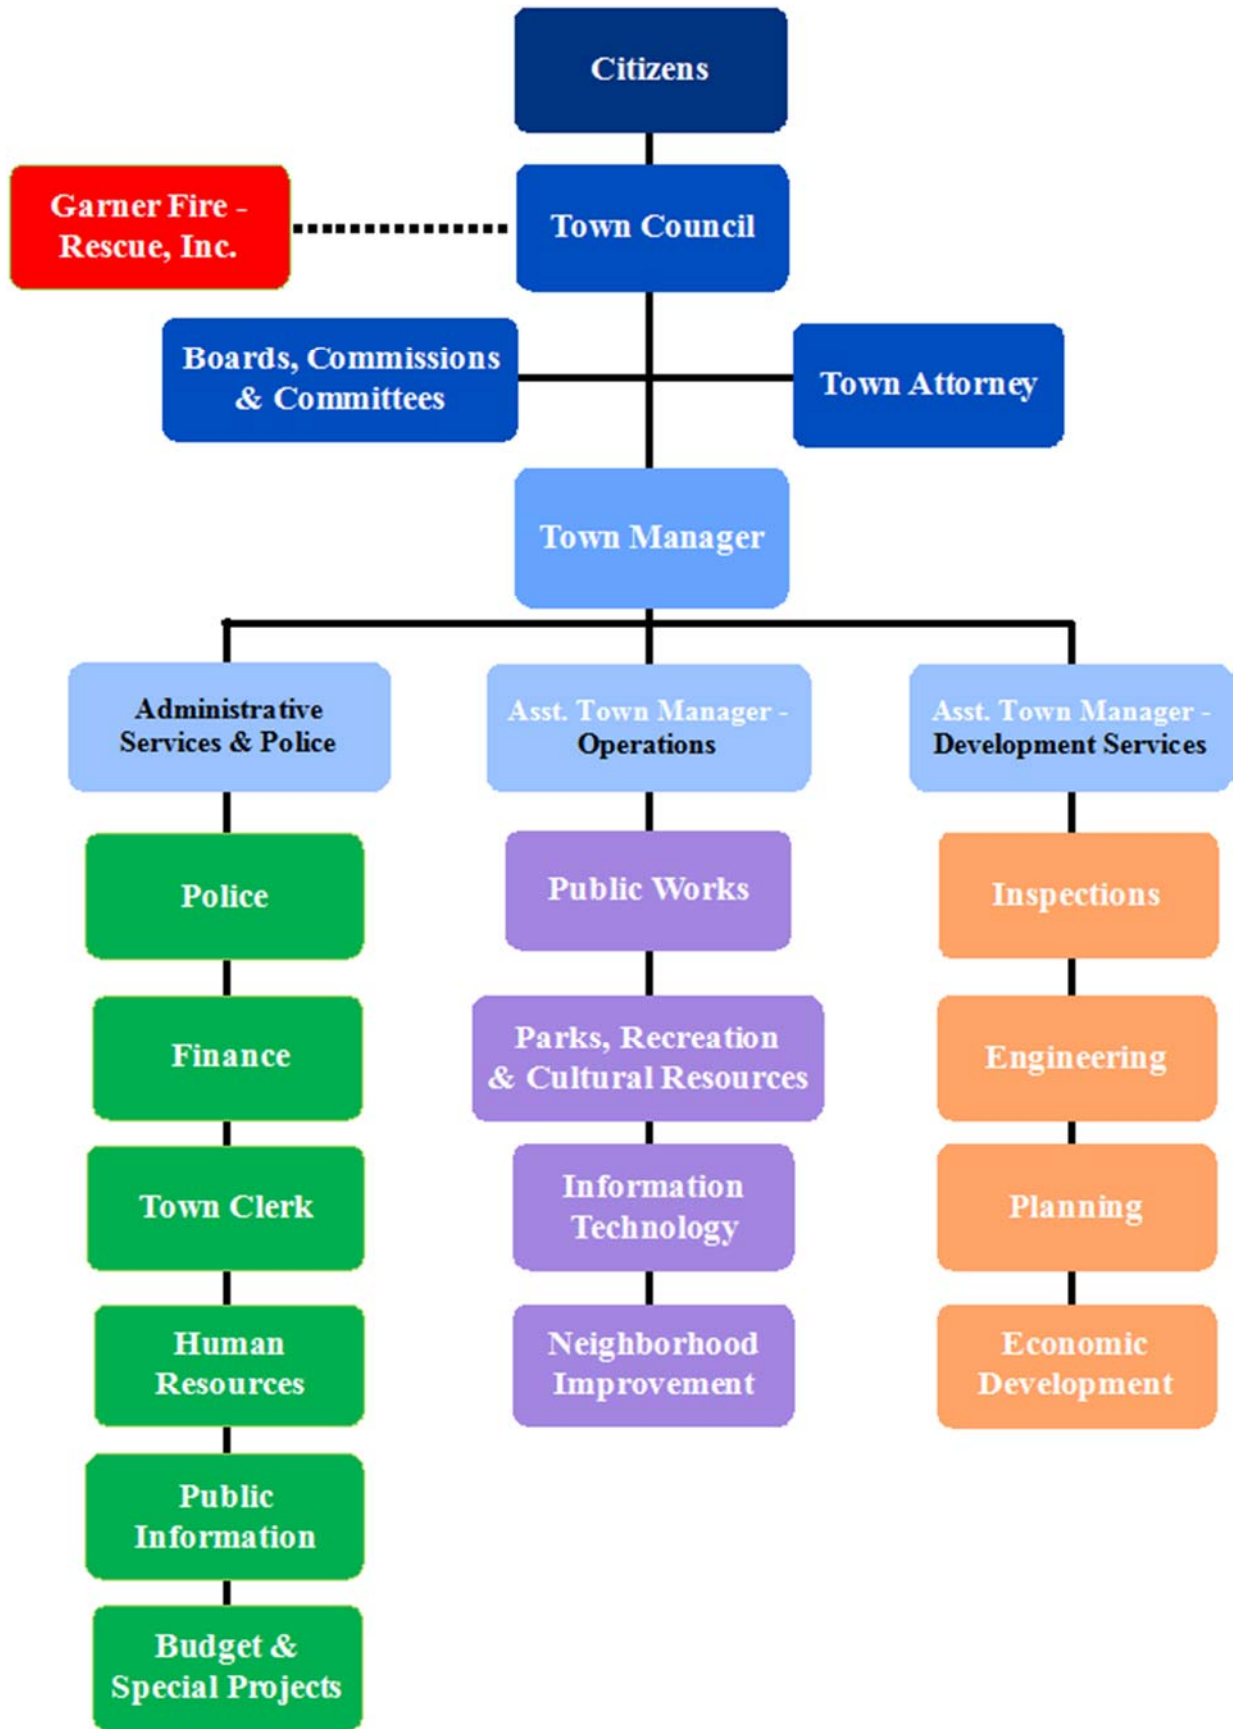 Citizens
Garner Fire -
Rescue, Inc.
Town Council
Boards, Commissions
& Committees
Town Attorney
Town Manager
Administrative
Services & Police
Asst. Town Manager -
Operations
Asst. Town Manager -
Development Services
Police
Public Works
Inspections
Finance
Parks, Recreation
& Cultural Resources
Engineering
Town Clerk
Information
Technology
Planning
Human
Resources
Neighborhood
Improvement
Economic
Development
Public
Information
Budget &
Special Projects